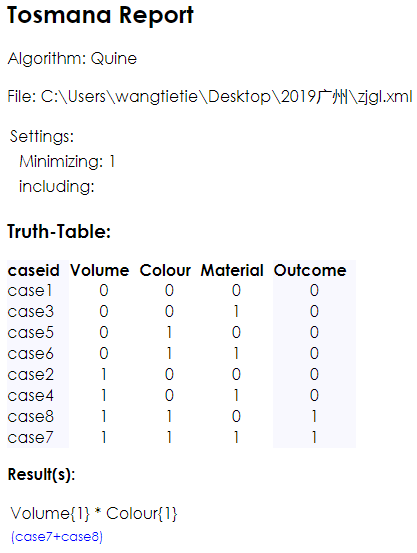 Tosmana Report
Algorithm: Quine
File: C:\Users\wangtietie\Desktop\2019广州\zjgl.xml
Settings:
Minimizing: 1
including:
Truth-Table:
caseid Volume Colour Material Outcome
case1 0 0 0 0
case3 0 0 1 0
case5 0 1 0 0
case6 0 1 1 0
case2 1 0 0 0
case4 1 0 1 0
case8 1 1 0 1
case7 1 1 1 1
Result(s):
Volume{1} * Colour{1}
(case7+case8)